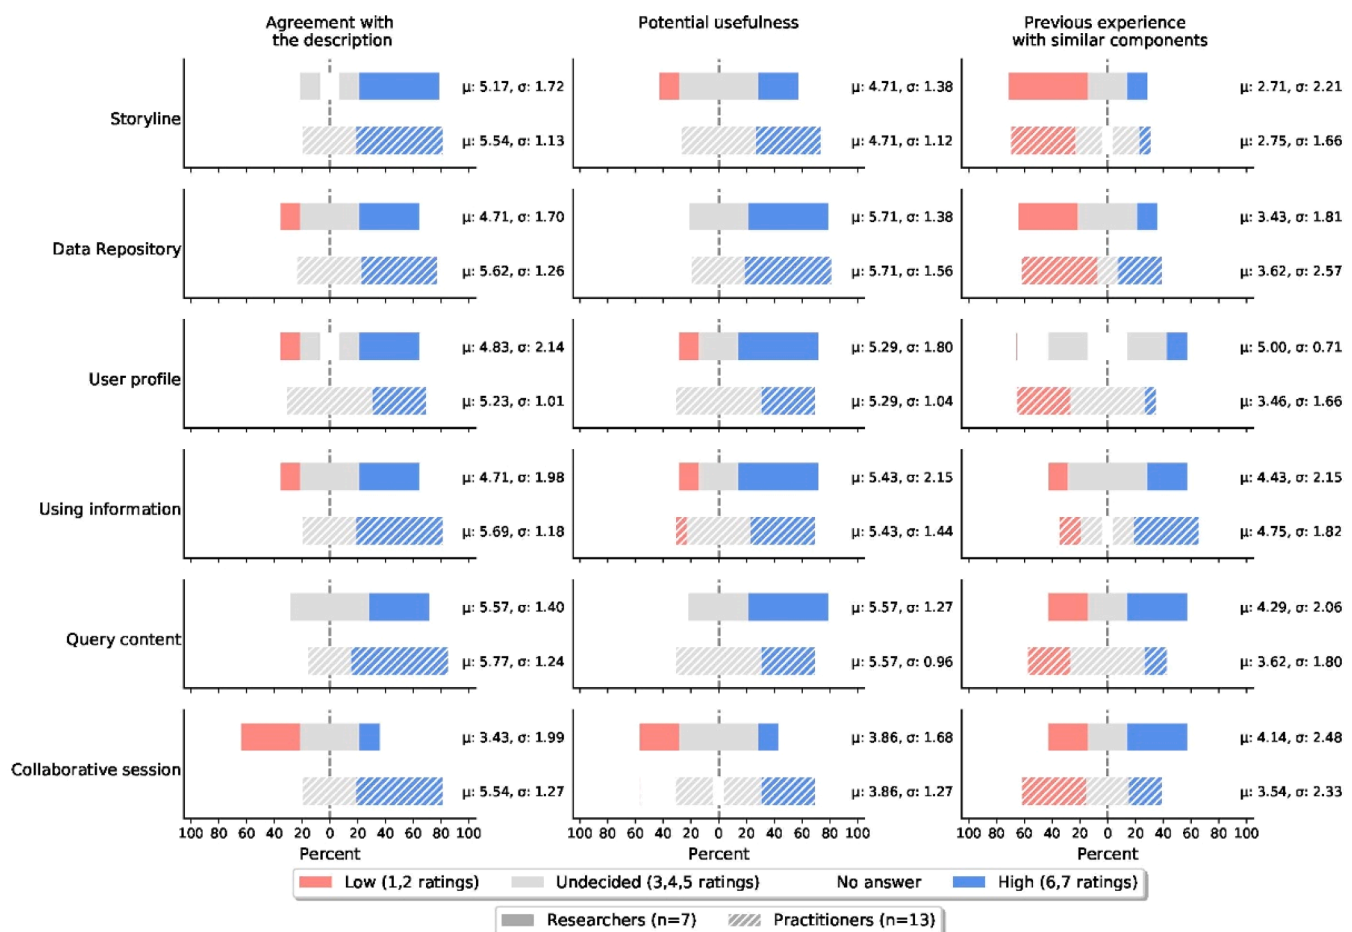 Agreement with
the description
Potential usefulness
Previous experience
with similar components
Storyline
μ: 5.17, σ: 1.72
μ: 4.71, σ: 1.38
μ: 2.71, σ: 2.21
μ: 5.54, σ: 1.13
μ: 4.71, σ: 1.12
μ: 2.75, σ: 1.66
Data Repository
μ: 4.71, σ: 1.70
μ: 5.71, σ: 1.38
μ: 3.43, σ: 1.81
μ: 5.62, σ: 1.26
μ: 5.71, σ: 1.56
μ: 3.62, σ: 2.57
User profile
μ: 4.83, σ: 2.14
μ: 5.29, σ: 1.80
μ: 5.00, σ: 0.71
μ: 5.23, σ: 1.01
μ: 5.29, σ: 1.04
μ: 3.46, σ: 1.66
Using information
μ: 4.71, σ: 1.98
μ: 5.43, σ: 2.15
μ: 4.43, σ: 2.15
μ: 5.69, σ: 1.18
μ: 5.43, σ: 1.44
μ: 4.75, σ: 1.82
Query content
μ: 5.57, σ: 1.40
μ: 5.57, σ: 1.27
μ: 4.29, σ: 2.06
μ: 5.77, σ: 1.24
μ: 5.57, σ: 0.96
μ: 3.62, σ: 1.80
Collaborative session
μ: 3.43, σ: 1.99
μ: 3.86, σ: 1.68
μ: 4.14, σ: 2.48
μ: 5.54, σ: 1.27
μ: 3.86, σ: 1.27
μ: 3.54, σ: 2.33
100 80 60 40 20 0 20 40 60 80 100
100 80 60 40 20 0 20 40 60 80 100
100 80 60 40 20 0 20 40 60 80 100
Percent
Percent
Percent
Low (1,2 ratings) Undecided (3,4,5 ratings) No answer High (6,7 ratings)
Researchers (n=7) Practitioners (n=13)